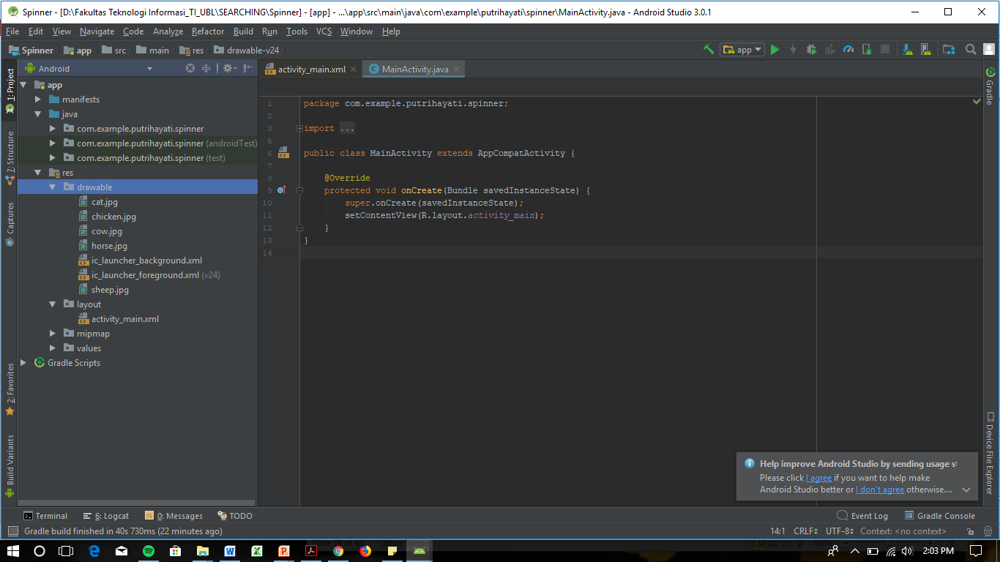 Spinner - [D:\Fakultas Teknologi Informasi_TI_UBL\SEARCHING\Spinner] - [app] - ...\app\src\main\java\com\example\putrihayati\spinner\MainActivity.java - Android Studio 3.0.1
File Edit View Navigate Code Analyze Refactor Build Run Tools VCS Window Help
Spinner app src main res drawable-v24
app
Android
activity_main.xml
MainActivity.java
1: Project
7: Structure
Captures
2: Favorites
Build Variants
app
manifests
java
com.example.putrihayati.spinner
com.example.putrihayati.spinner (androidTest)
com.example.putrihayati.spinner (test)
res
drawable
cat.jpg
chicken.jpg
cow.jpg
horse.jpg
ic_launcher_background.xml
ic_launcher_foreground.xml (v24)
sheep.jpg
layout
activity_main.xml
mipmap
values
Gradle Scripts
1 package com.example.putrihayati.spinner;
2
3 import ...
5
6 public class MainActivity extends AppCompatActivity {
7
8 @Override
9 protected void onCreate(Bundle savedInstanceState) {
10 super.onCreate(savedInstanceState);
11 setContentView(R.layout.activity_main);
12 }
13 }
14
Gradle
Device File Explorer
Help improve Android Studio by sending usage st
Please click I agree if you want to help make
Android Studio better or I don't agree otherwise....
Terminal 6: Logcat 0: Messages TODO
Event Log Gradle Console
Gradle build finished in 40s 730ms (22 minutes ago)
14:1 CRLF UTF-8 Context: <no context>
2:03 PM